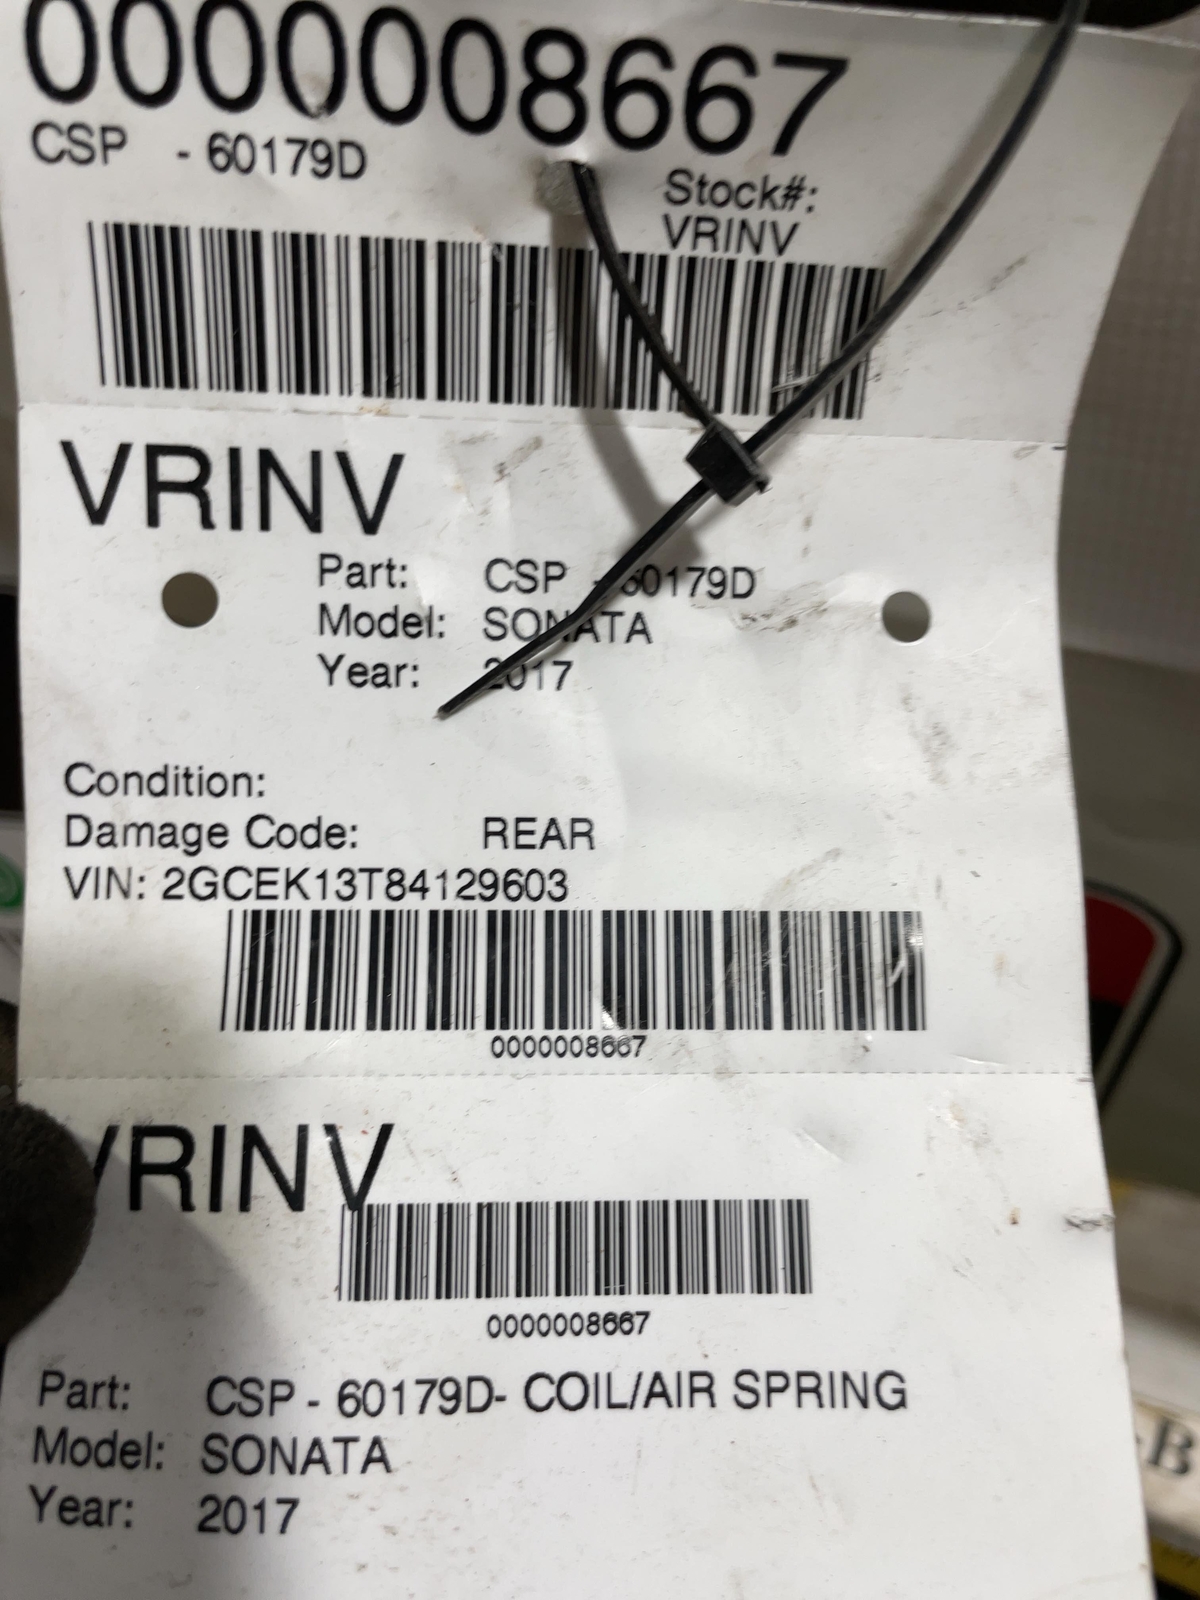 0000008667
CSP - 60179D
Stock#:
VRINV
VRINV
Part: CSP - 60179D
Model: SONATA
Year: 2017
Condition:
Damage Code: REAR
VIN: 2GCEK13T84129603
0000008667
VRINV
0000008667
Part: CSP - 60179D- COIL/AIR SPRING
Model: SONATA
Year: 2017
-B